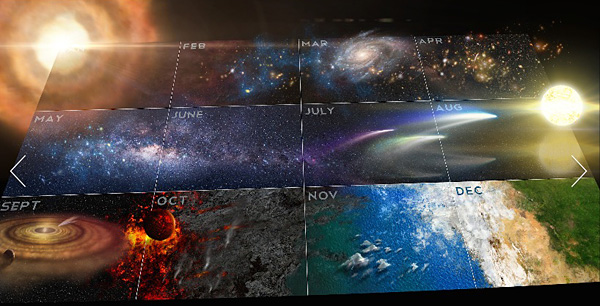 FEB MAR APR
MAY JUNE JULY AUG
SEPT OCT NOV DEC